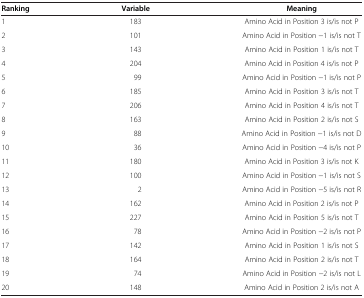 Ranking Variable Meaning
1 183 Amino Acid in Position 3 is/is not P
2 101 Amino Acid in Position −1 is/is not T
3 143 Amino Acid in Position 1 is/is not T
4 204 Amino Acid in Position 4 is/is not P
5 99 Amino Acid in Position −1 is/is not P
6 185 Amino Acid in Position 3 is/is not T
7 206 Amino Acid in Position 4 is/is not T
8 163 Amino Acid in Position 2 is/is not S
9 88 Amino Acid in Position −1 is/is not D
10 36 Amino Acid in Position −4 is/is not P
11 180 Amino Acid in Position 3 is/is not K
12 100 Amino Acid in Position −1 is/is not S
13 2 Amino Acid in Position −5 is/is not R
14 162 Amino Acid in Position 2 is/is not P
15 227 Amino Acid in Position 5 is/is not T
16 78 Amino Acid in Position −2 is/is not P
17 142 Amino Acid in Position 1 is/is not S
18 164 Amino Acid in Position 2 is/is not T
19 74 Amino Acid in Position −2 is/is not L
20 148 Amino Acid in Position 2 is/is not A